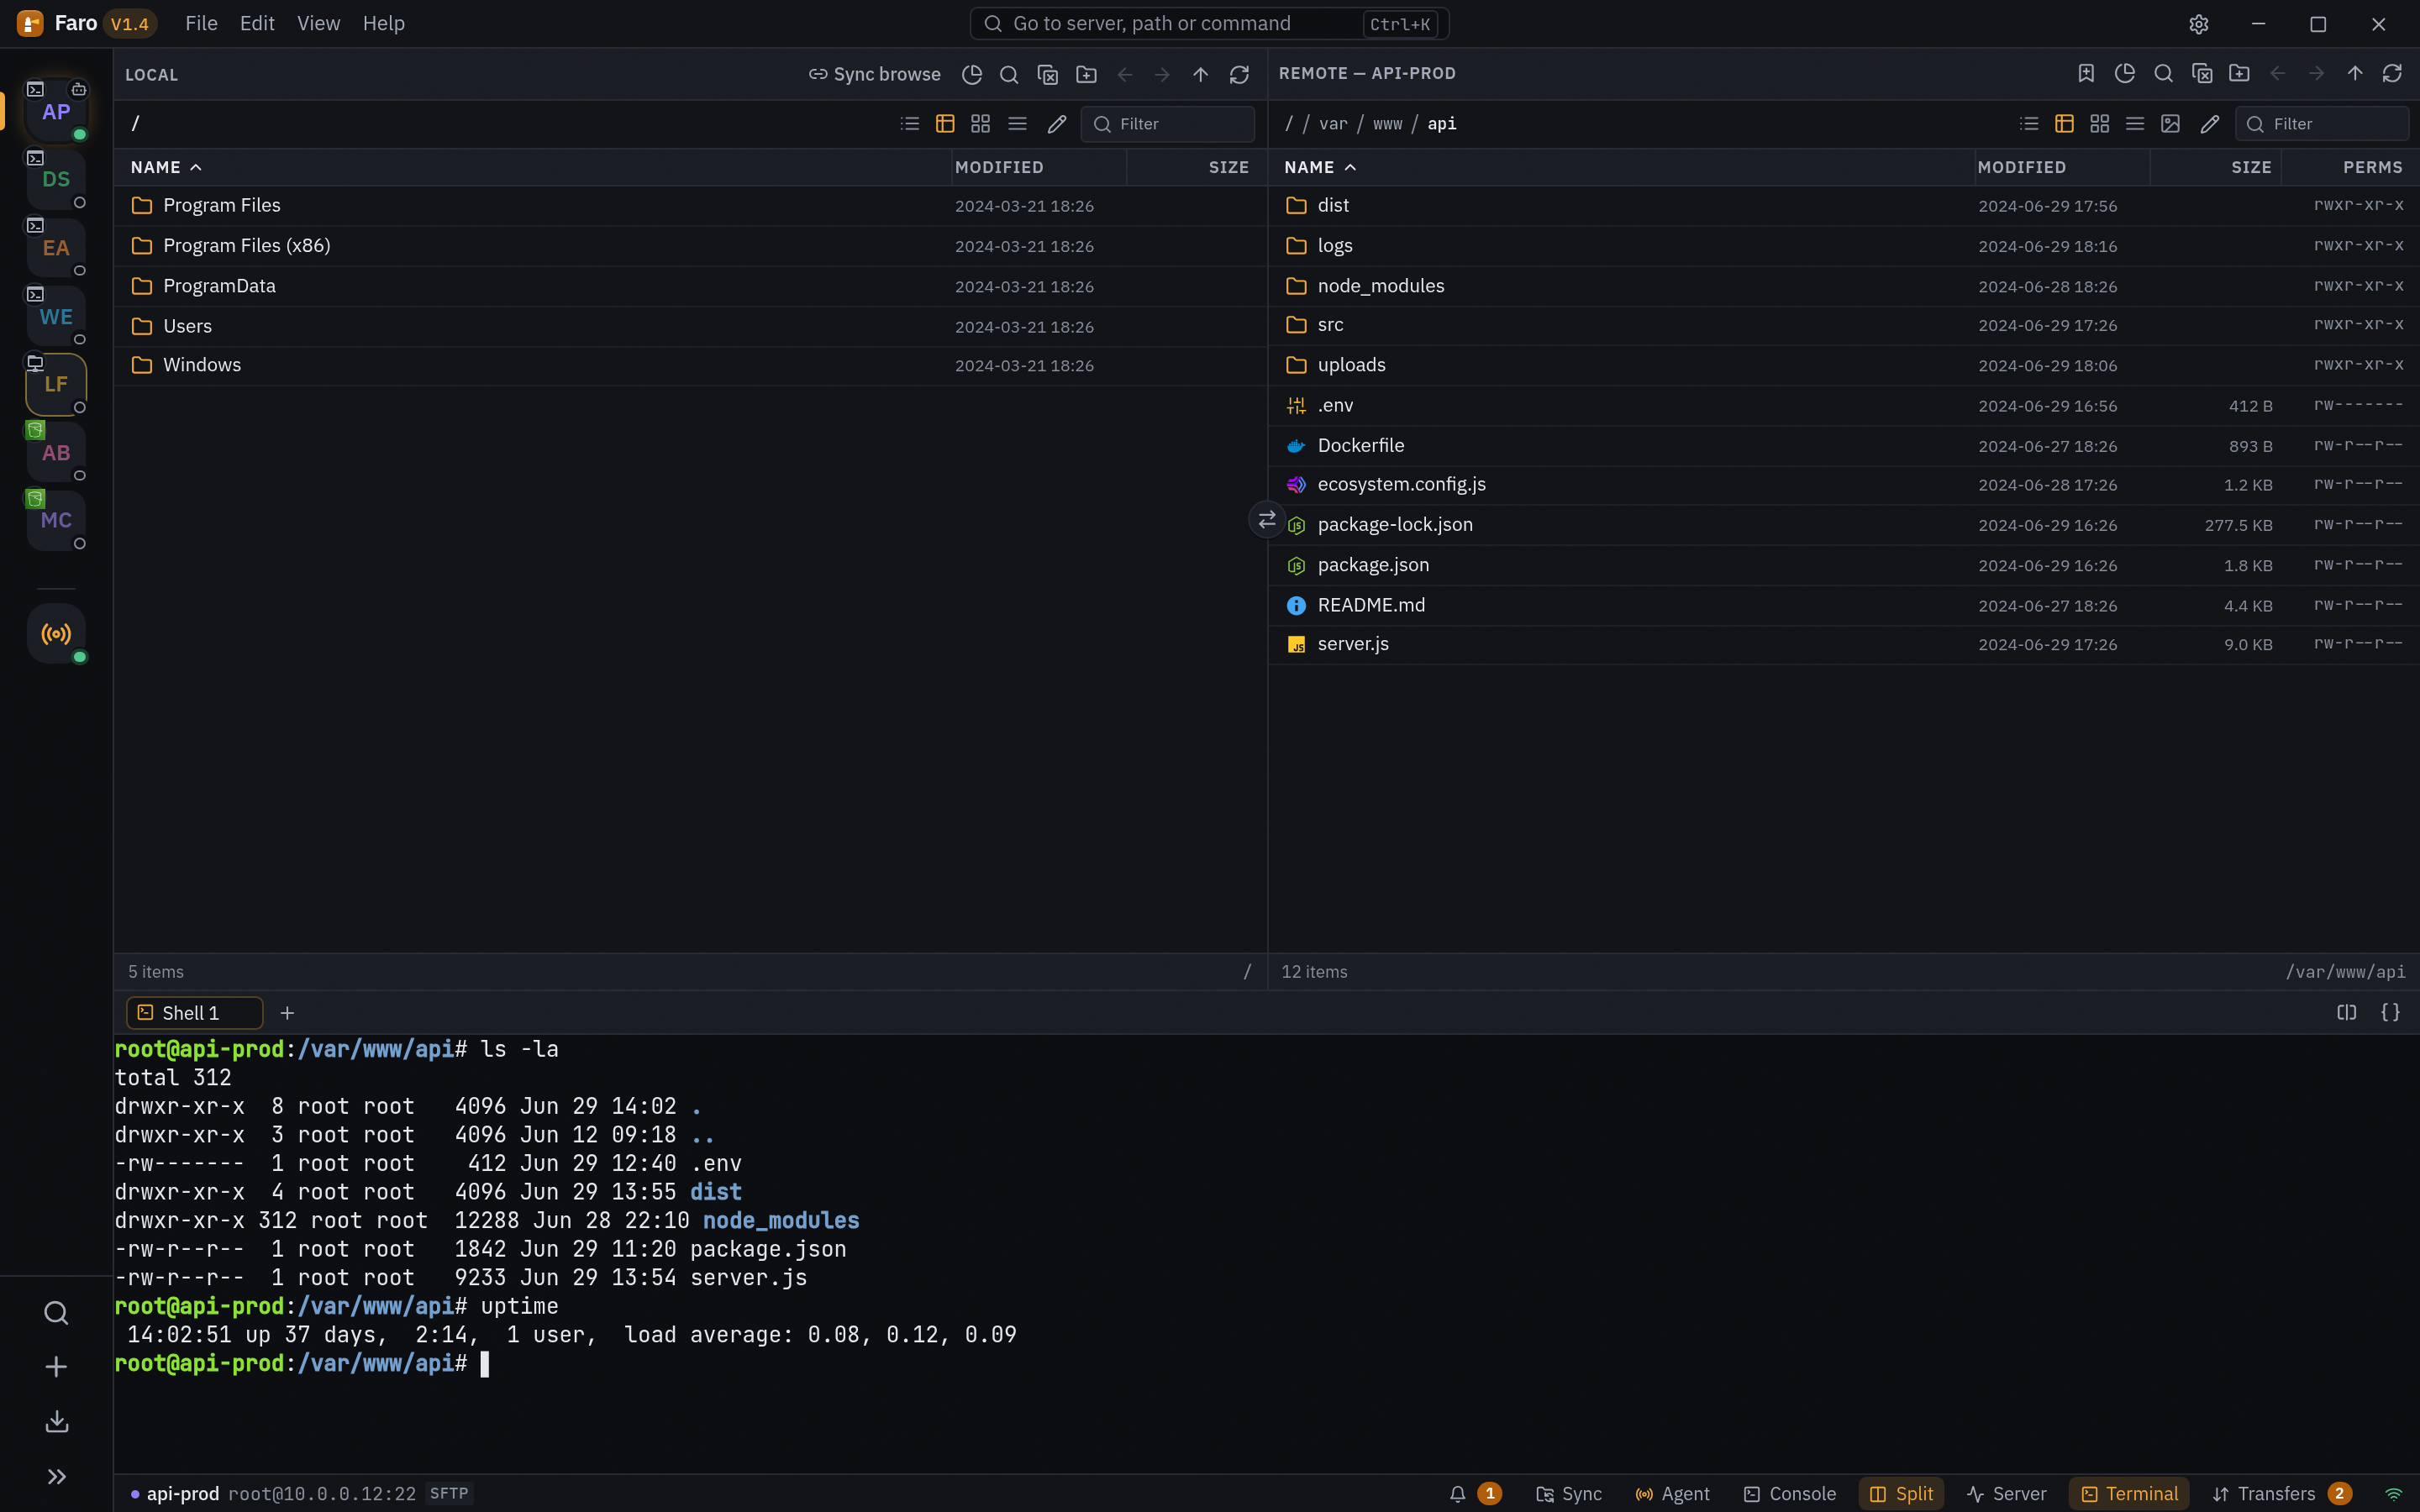 Faro V1.4 File Edit View Help Go to server, path or command Ctrl+K
LOCAL Sync browse REMOTE — API-PROD
/ Filter / / var / www / api Filter
NAME MODIFIED SIZE NAME MODIFIED SIZE PERMS
AP
DS
EA
WE
LF
AB
MC
Program Files 2024-03-21 18:26
Program Files (x86) 2024-03-21 18:26
ProgramData 2024-03-21 18:26
Users 2024-03-21 18:26
Windows 2024-03-21 18:26
dist 2024-06-29 17:56 rwxr-xr-x
logs 2024-06-29 18:16 rwxr-xr-x
node_modules 2024-06-28 18:26 rwxr-xr-x
src 2024-06-29 17:26 rwxr-xr-x
uploads 2024-06-29 18:06 rwxr-xr-x
.env 2024-06-29 16:56 412 B rw-------
Dockerfile 2024-06-27 18:26 893 B rw-r--r--
ecosystem.config.js 2024-06-28 17:26 1.2 KB rw-r--r--
package-lock.json 2024-06-29 16:26 277.5 KB rw-r--r--
package.json 2024-06-29 16:26 1.8 KB rw-r--r--
README.md 2024-06-27 18:26 4.4 KB rw-r--r--
server.js 2024-06-29 17:26 9.0 KB rw-r--r--
5 items / 12 items /var/www/api
Shell 1
root@api-prod:/var/www/api# ls -la
total 312
drwxr-xr-x  8 root root   4096 Jun 29 14:02 .
drwxr-xr-x  3 root root   4096 Jun 12 09:18 ..
-rw-------  1 root root    412 Jun 29 12:40 .env
drwxr-xr-x  4 root root   4096 Jun 29 13:55 dist
drwxr-xr-x 312 root root  12288 Jun 28 22:10 node_modules
-rw-r--r--  1 root root   1842 Jun 29 11:20 package.json
-rw-r--r--  1 root root   9233 Jun 29 13:54 server.js
root@api-prod:/var/www/api# uptime
 14:02:51 up 37 days,  2:14,  1 user,  load average: 0.08, 0.12, 0.09
root@api-prod:/var/www/api#
api-prod root@10.0.0.12:22 SFTP 1 Sync Agent Console Split Server Terminal Transfers 2